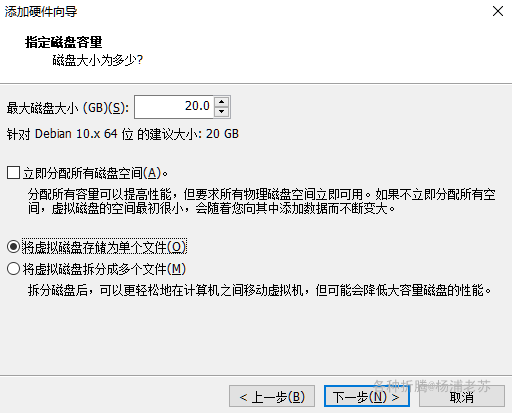 添加硬件向导
指定磁盘容量
磁盘大小为多少?
最大磁盘大小 (GB)(S): 20.0
针对 Debian 10.x 64 位 的建议大小: 20 GB
立即分配所有磁盘空间(A)。
分配所有容量可以提高性能，但要求所有物理磁盘空间立即可用。如果不立即分配所有空
间，虚拟磁盘的空间最初很小，会随着您向其中添加数据而不断变大。
将虚拟磁盘存储为单个文件(O)
将虚拟磁盘拆分成多个文件(M)
拆分磁盘后，可以更轻松地在计算机之间移动虚拟机，但可能会降低大容量磁盘的性能。
各种折腾@杨浦老苏
< 上一步(B) 下一步(N) > 取消